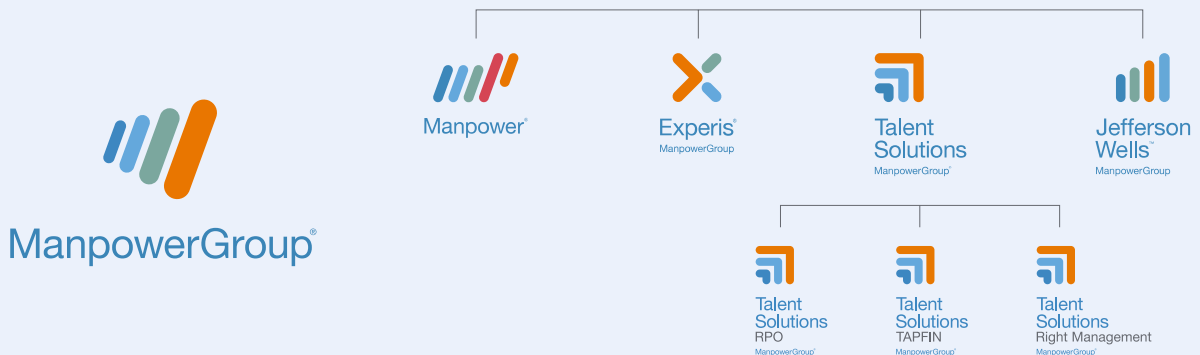 ManpowerGroup®
Manpower®
Experis®
ManpowerGroup
Talent
Solutions
ManpowerGroup®
Jefferson
Wells™
ManpowerGroup
Talent
Solutions
RPO
ManpowerGroup®
Talent
Solutions
TAPFIN
ManpowerGroup®
Talent
Solutions
Right Management
ManpowerGroup®